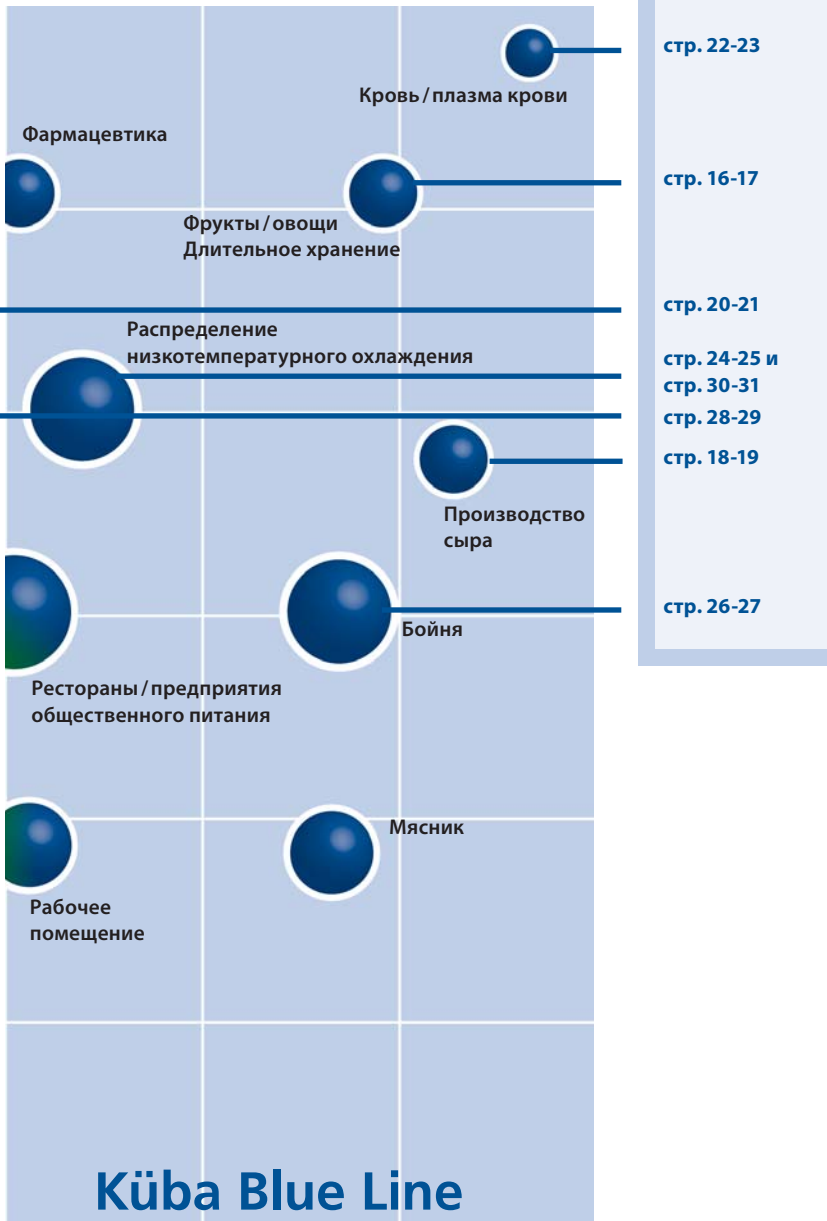 стр. 22-23
Кровь / плазма крови
Фармацевтика
стр. 16-17
Фрукты / овощи
Длительное хранение
стр. 20-21
Распределение
низкотемпературного охлаждения
стр. 24-25 и
стр. 30-31
стр. 28-29
стр. 18-19
Производство
сыра
стр. 26-27
Бойня
Рестораны / предприятия
общественного питания
Мясник
Рабочее
помещение
Küba Blue Line